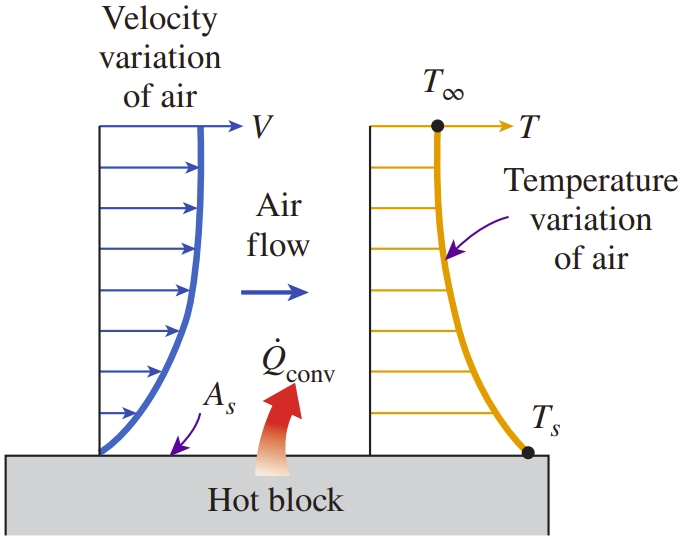 Velocity
variation
of air
V
T∞
T
Temperature
variation
of air
Air
flow
Q̇conv
As
Ts
Hot block